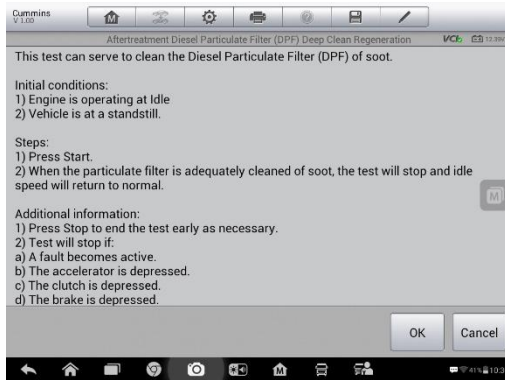 Cummins
V 1.00
Aftertreatment Diesel Particulate Filter (DPF) Deep Clean Regeneration
VCI
12.39V
This test can serve to clean the Diesel Particulate Filter (DPF) of soot.
Initial conditions:
1) Engine is operating at Idle
2) Vehicle is at a standstill.
Steps:
1) Press Start.
2) When the particulate filter is adequately cleaned of soot, the test will stop and idle
speed will return to normal.
Additional information:
1) Press Stop to end the test early as necessary.
2) Test will stop if:
a) A fault becomes active.
b) The accelerator is depressed.
c) The clutch is depressed.
d) The brake is depressed.
OK
Cancel
41%